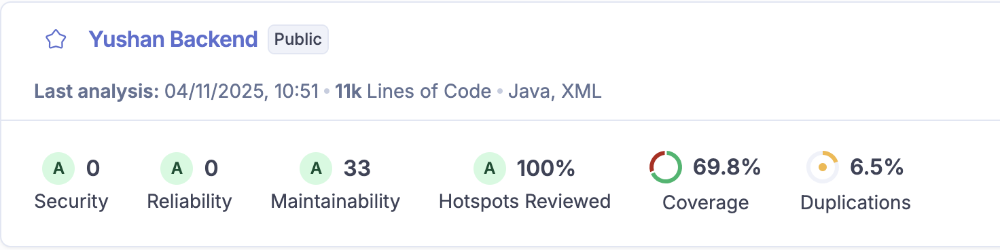 Yushan Backend Public
Last analysis: 04/11/2025, 10:51 • 11k Lines of Code • Java, XML
A 0 A 0 A 33 A 100% 69.8% 6.5%
Security Reliability Maintainability Hotspots Reviewed Coverage Duplications